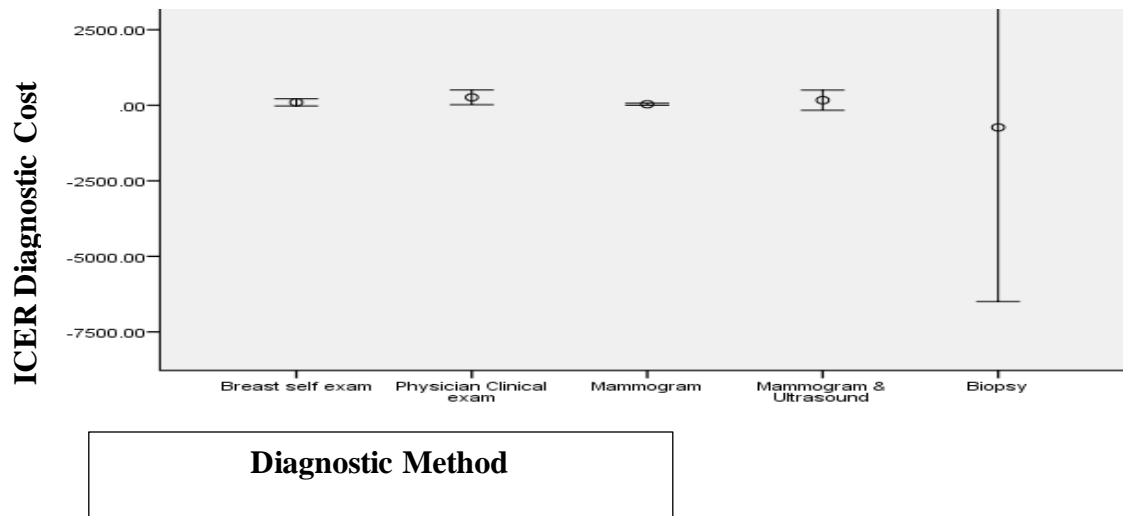 ICER Diagnostic Cost
2500.00
.00
-2500.00
-5000.00
-7500.00
Breast self exam
Physician Clinical
exam
Mammogram
Mammogram &
Ultrasound
Biopsy
Diagnostic Method